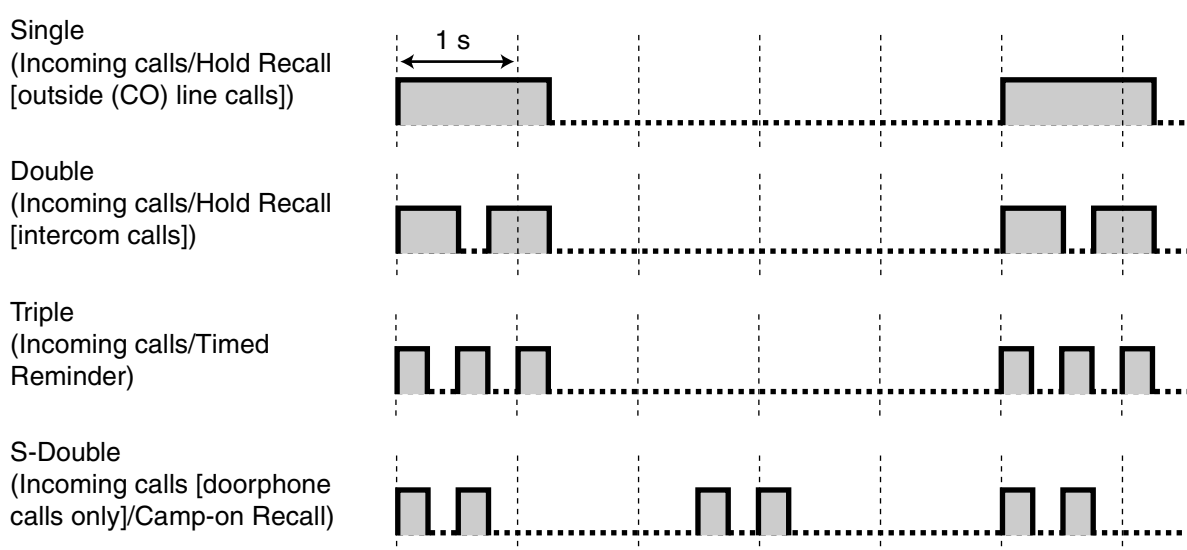 Single
(Incoming calls/Hold Recall
[outside (CO) line calls])
1 s
Double
(Incoming calls/Hold Recall
[intercom calls])
Triple
(Incoming calls/Timed
Reminder)
S-Double
(Incoming calls [doorphone
calls only]/Camp-on Recall)